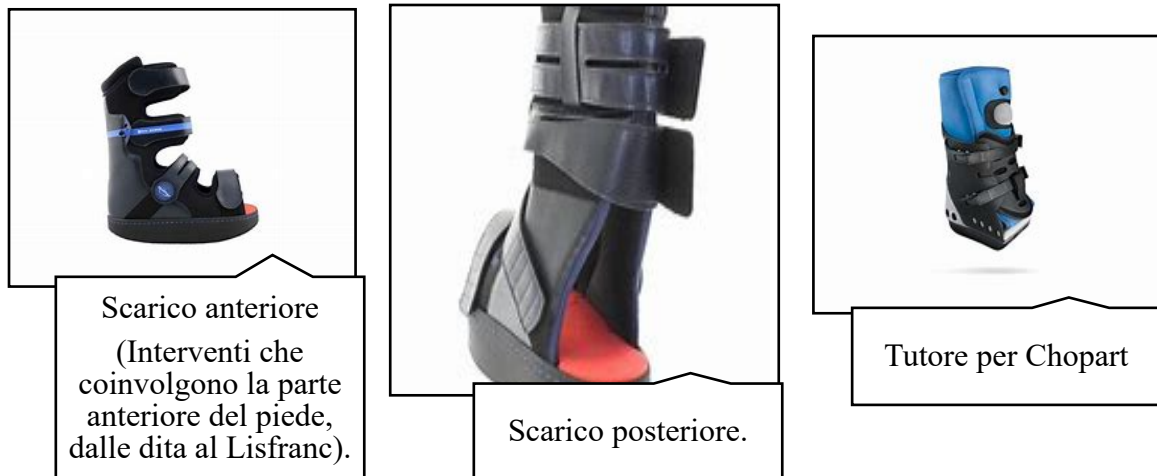 Scarico anteriore
(Interventi che
coinvolgono la parte
anteriore del piede,
dalle dita al Lisfranc).
Scarico posteriore.
Tutore per Chopart